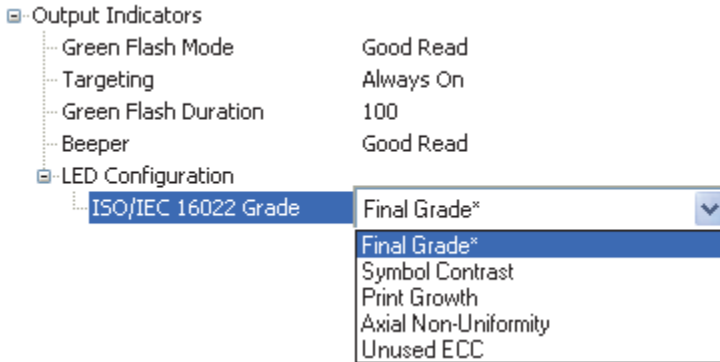 Output Indicators
Green Flash Mode Good Read
Targeting Always On
Green Flash Duration 100
Beeper Good Read
LED Configuration
ISO/IEC 16022 Grade Final Grade*
Final Grade*
Symbol Contrast
Print Growth
Axial Non-Uniformity
Unused ECC